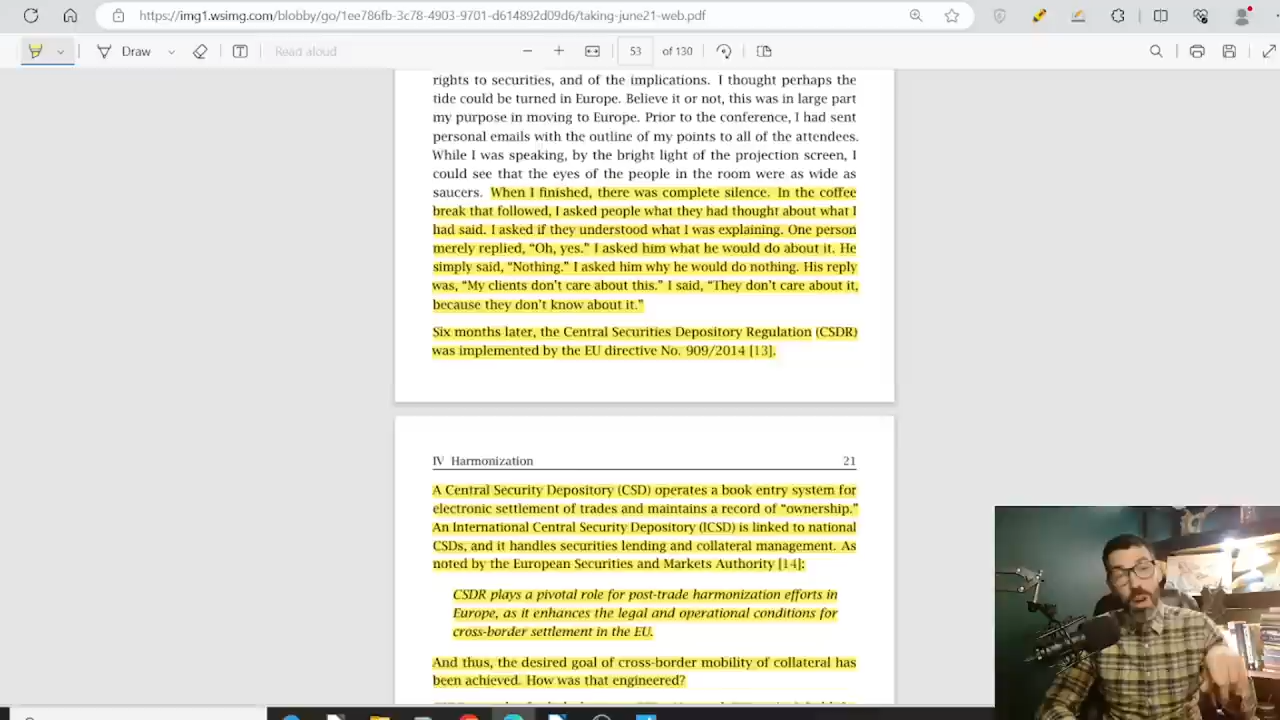 https://img1.wsimg.com/blobby/go/1ee786fb-3c78-4903-9701-d614892d09d6/taking-june21-web.pdf
Draw
Read aloud
53 of 130
rights to securities, and of the implications. I thought perhaps the
tide could be turned in Europe. Believe it or not, this was in large part
my purpose in moving to Europe. Prior to the conference, I had sent
personal emails with the outline of my points to all of the attendees.
While I was speaking, by the bright light of the projection screen, I
could see that the eyes of the people in the room were as wide as
saucers. When I finished, there was complete silence. In the coffee
break that followed, I asked people what they had thought about what I
had said. I asked if they understood what I was explaining. One person
merely replied, “Oh, yes.” I asked him what he would do about it. He
simply said, “Nothing.” I asked him why he would do nothing. His reply
was, “My clients don’t care about this.” I said, “They don’t care about it,
because they don’t know about it.”
Six months later, the Central Securities Depository Regulation (CSDR)
was implemented by the EU directive No. 909/2014 [13].
IV Harmonization 21
A Central Security Depository (CSD) operates a book entry system for
electronic settlement of trades and maintains a record of “ownership.”
An International Central Security Depository (ICSD) is linked to national
CSDs, and it handles securities lending and collateral management. As
noted by the European Securities and Markets Authority [14]:
CSDR plays a pivotal role for post-trade harmonization efforts in
Europe, as it enhances the legal and operational conditions for
cross-border settlement in the EU.
And thus, the desired goal of cross-border mobility of collateral has
been achieved. How was that engineered?